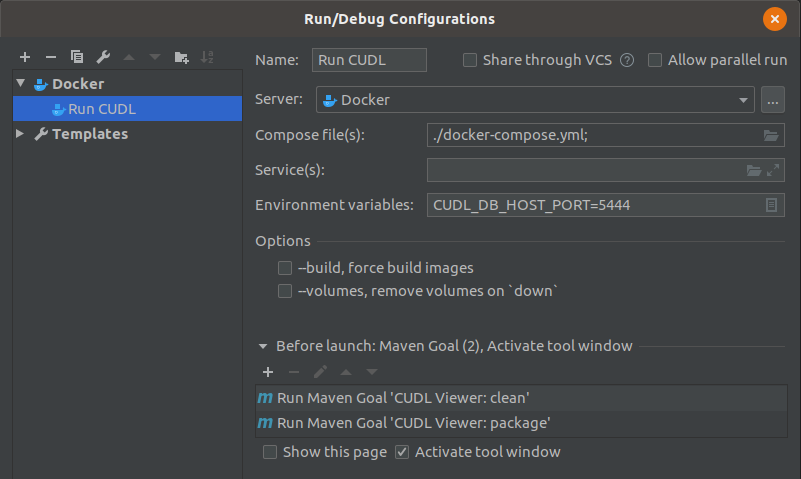 Run/Debug Configurations
Name: Run CUDL Share through VCS ? Allow parallel run
Docker
Run CUDL
Templates
Server: Docker ...
Compose file(s): ./docker-compose.yml;
Service(s):
Environment variables: CUDL_DB_HOST_PORT=5444
Options
--build, force build images
--volumes, remove volumes on `down`
Before launch: Maven Goal (2), Activate tool window
m Run Maven Goal 'CUDL Viewer: clean'
m Run Maven Goal 'CUDL Viewer: package'
Show this page Activate tool window